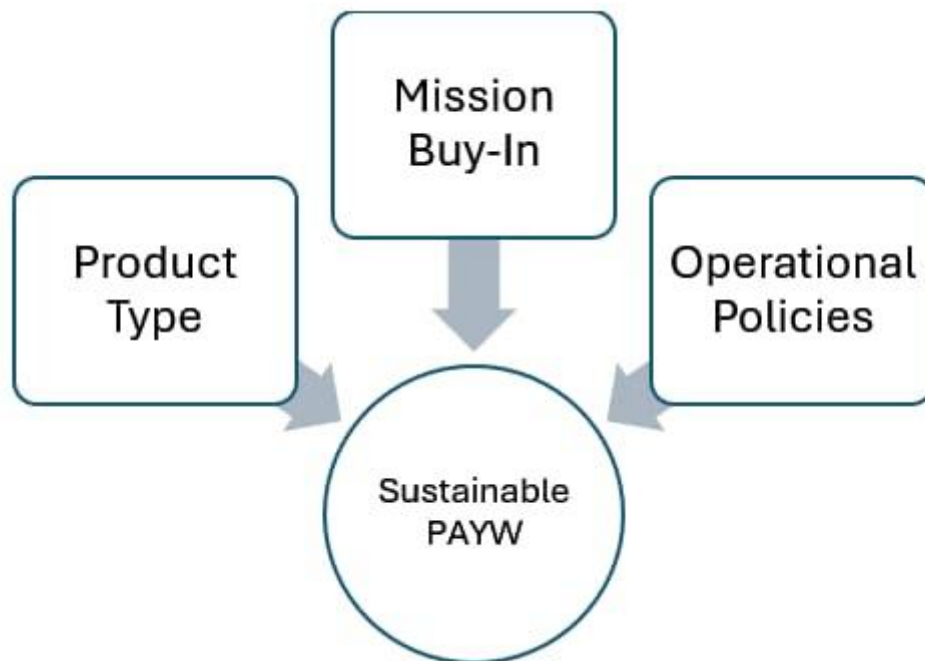 Mission
Buy-In
Product
Type
Operational
Policies
Sustainable
PAYW